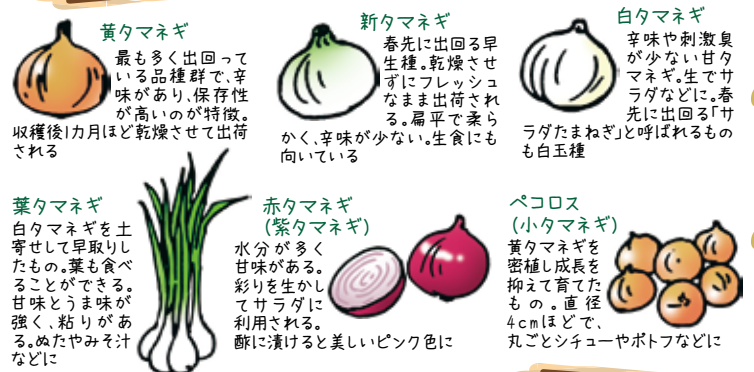 黄タマネギ
最も多く出回って
いる品種群で、辛
味があり、保存性
が高いのが特徴。
収穫後1カ月ほど乾燥させて出荷
される
新タマネギ
春先に出回る早
生種。乾燥させ
ずにフレッシュ
なまま出荷され
る。扁平で柔ら
かく、辛味が少ない。生食にも
向いている
白タマネギ
辛味や刺激臭
が少ない甘タ
マネギ。生でサ
ラダなどに。春
先に出回る「サ
ラダたまねぎ」と呼ばれるもの
も白玉種
葉タマネギ
白タマネギを土
寄せして早取りし
たもの。葉も食べ
ることができる。
甘味とうま味が
強く、粘りがあ
る。ぬたやみそ汁
などに
赤タマネギ
(紫タマネギ)
水分が多く
甘味がある。
彩りを生かし
てサラダに
利用される。
酢に漬けると美しいピンク色に
ペコロス
(小タマネギ)
黄タマネギを
密植し成長を
抑えて育てた
もの。直径
4cmほどで、
丸ごとシチューやポトフなどに